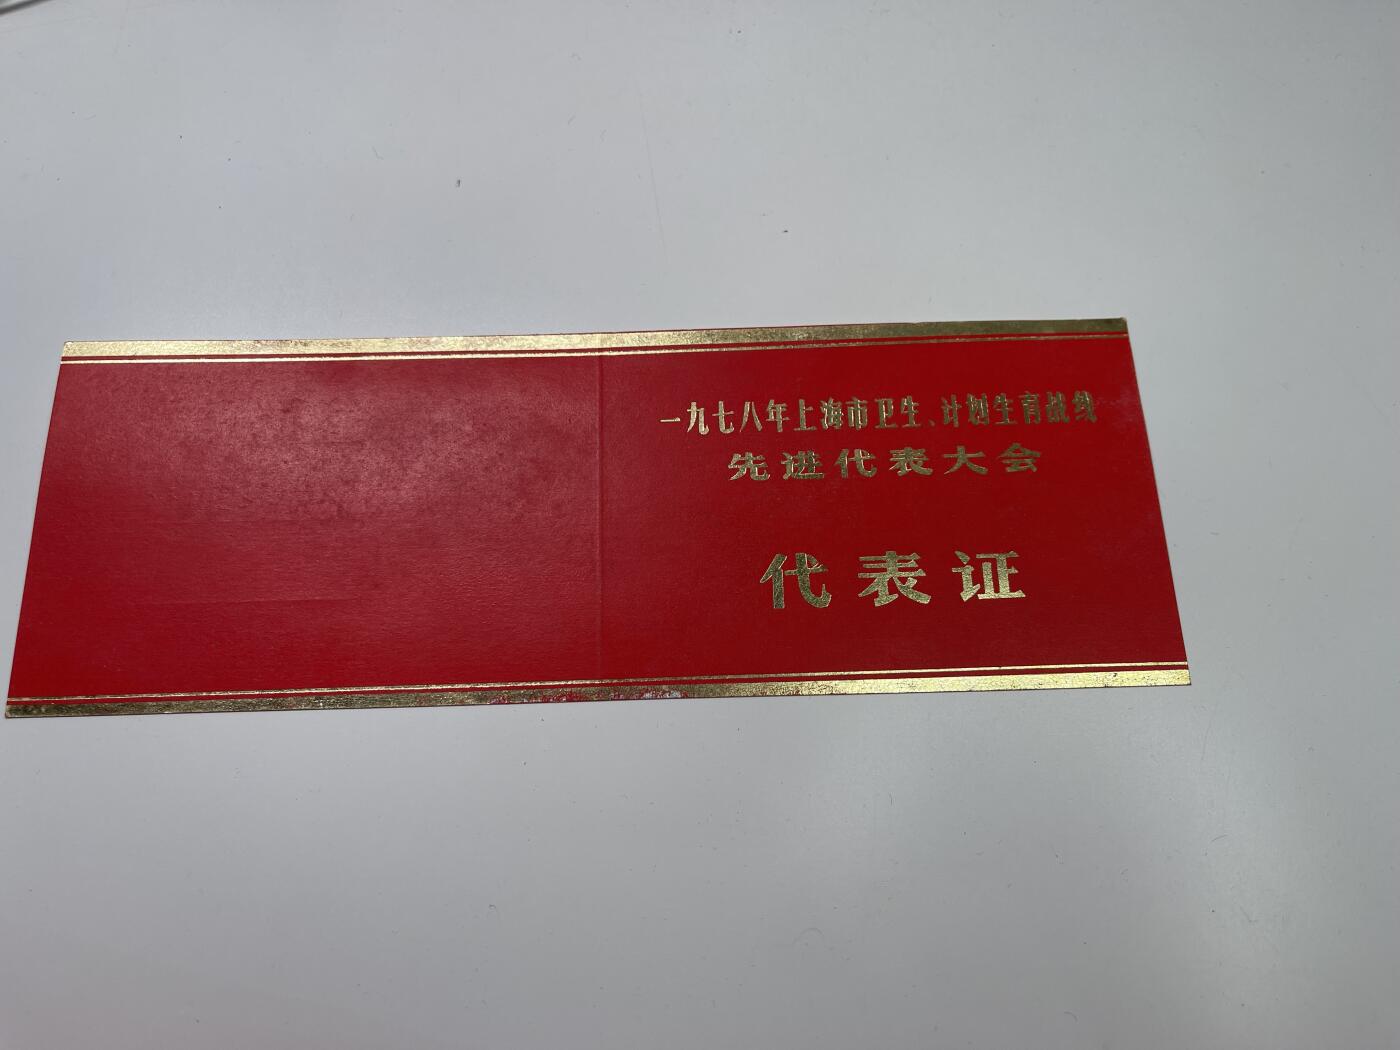 一九七八年上海市卫生、计划生育战线
先进代表大会
代表证